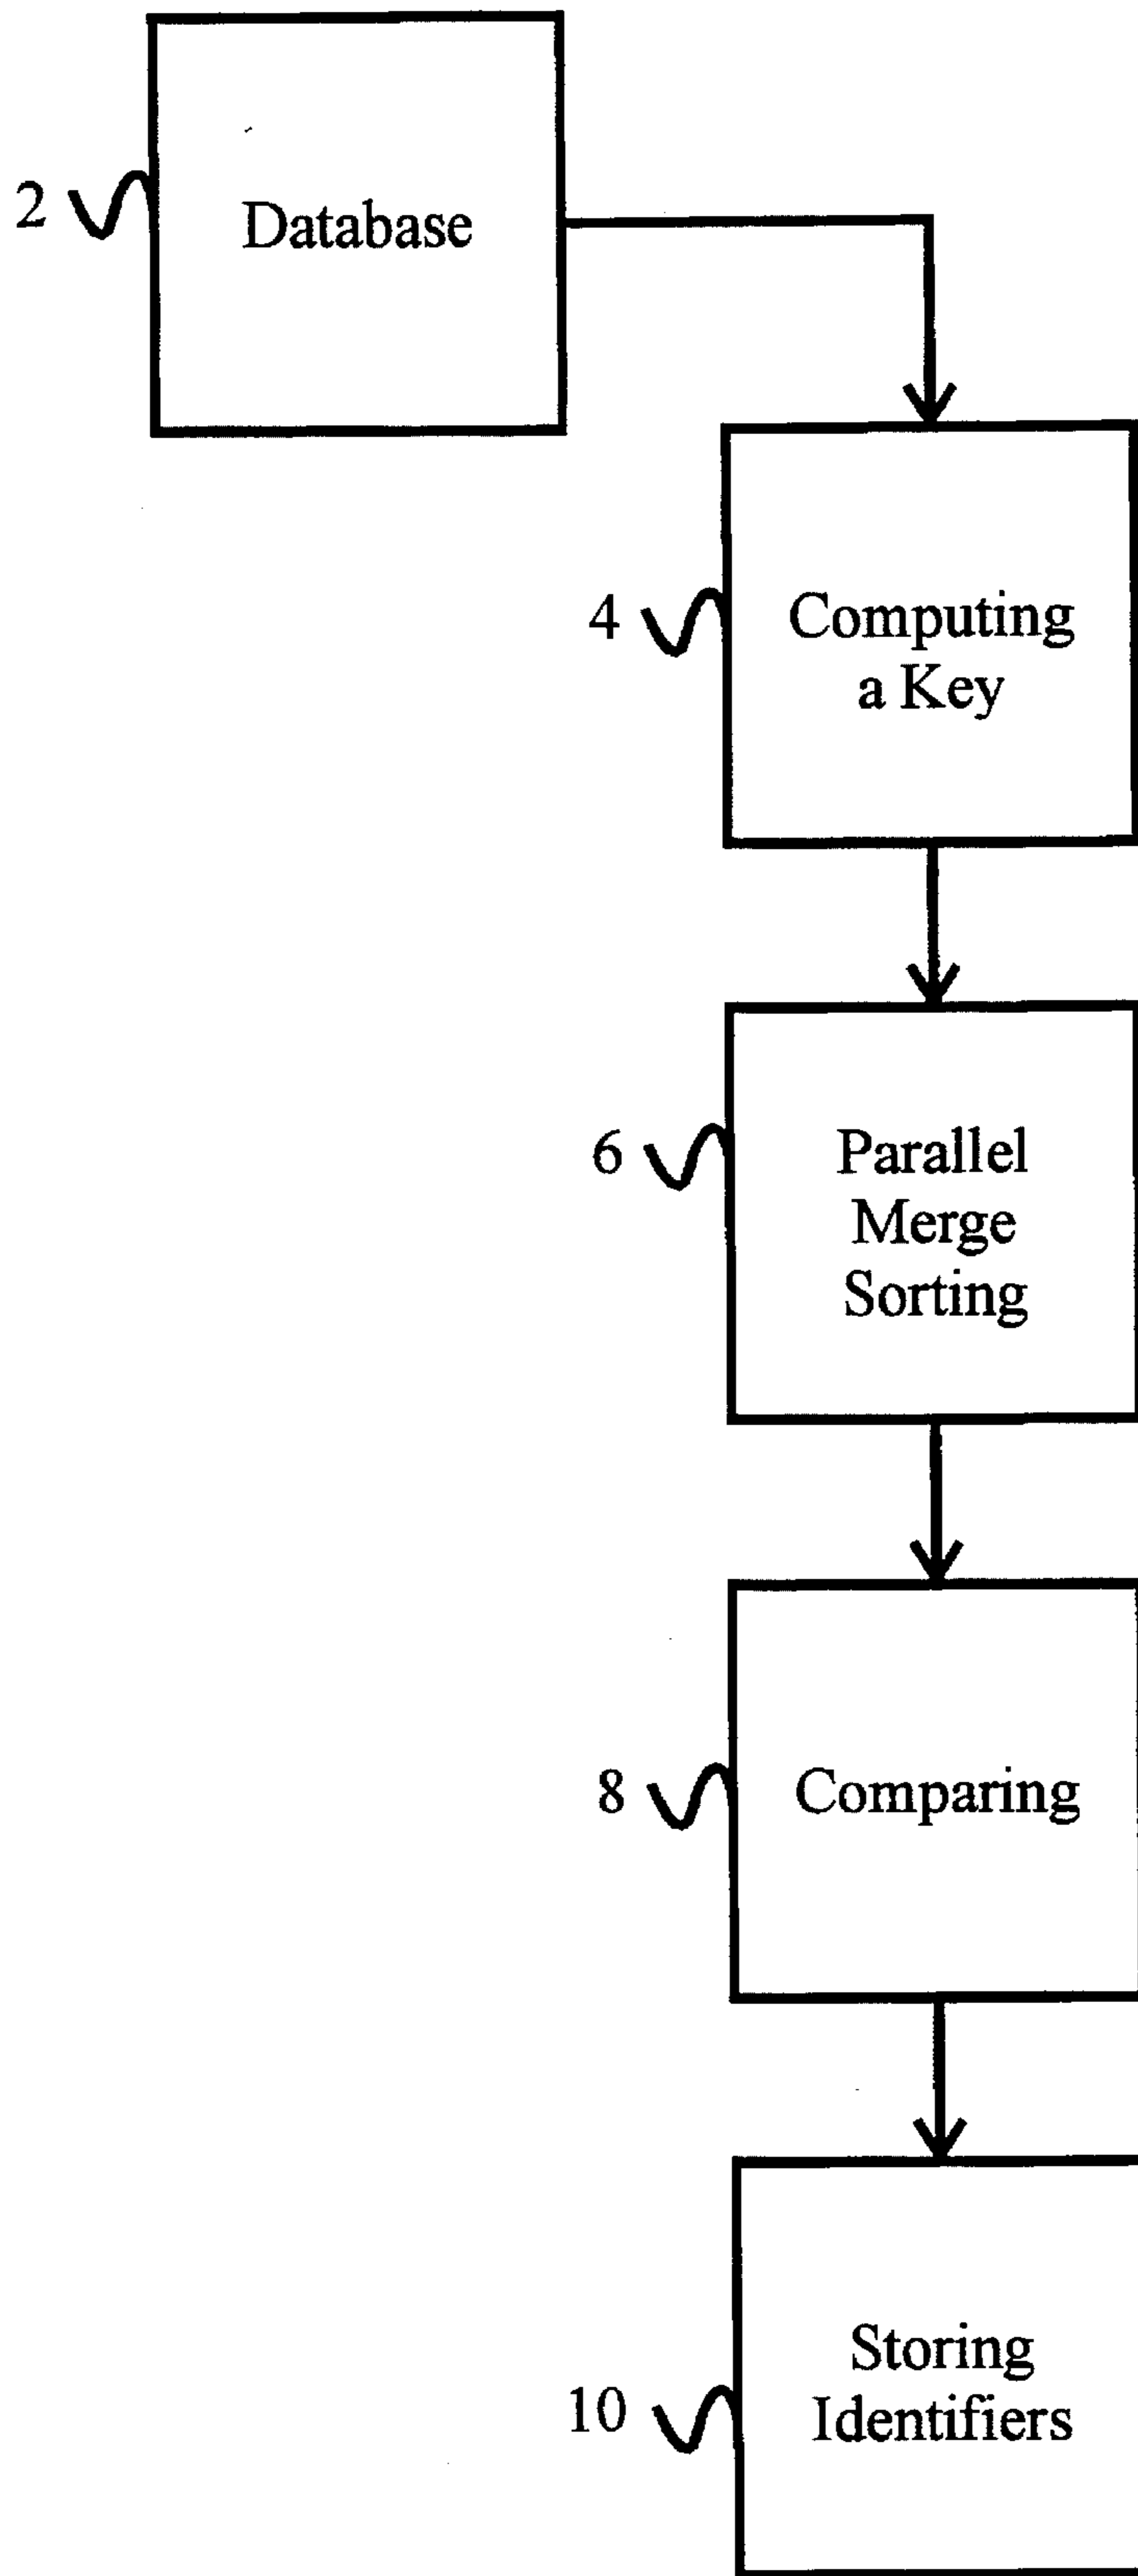 2
Database
4
Computing
a Key
6
Parallel
Merge
Sorting
8
Comparing
10
Storing
Identifiers